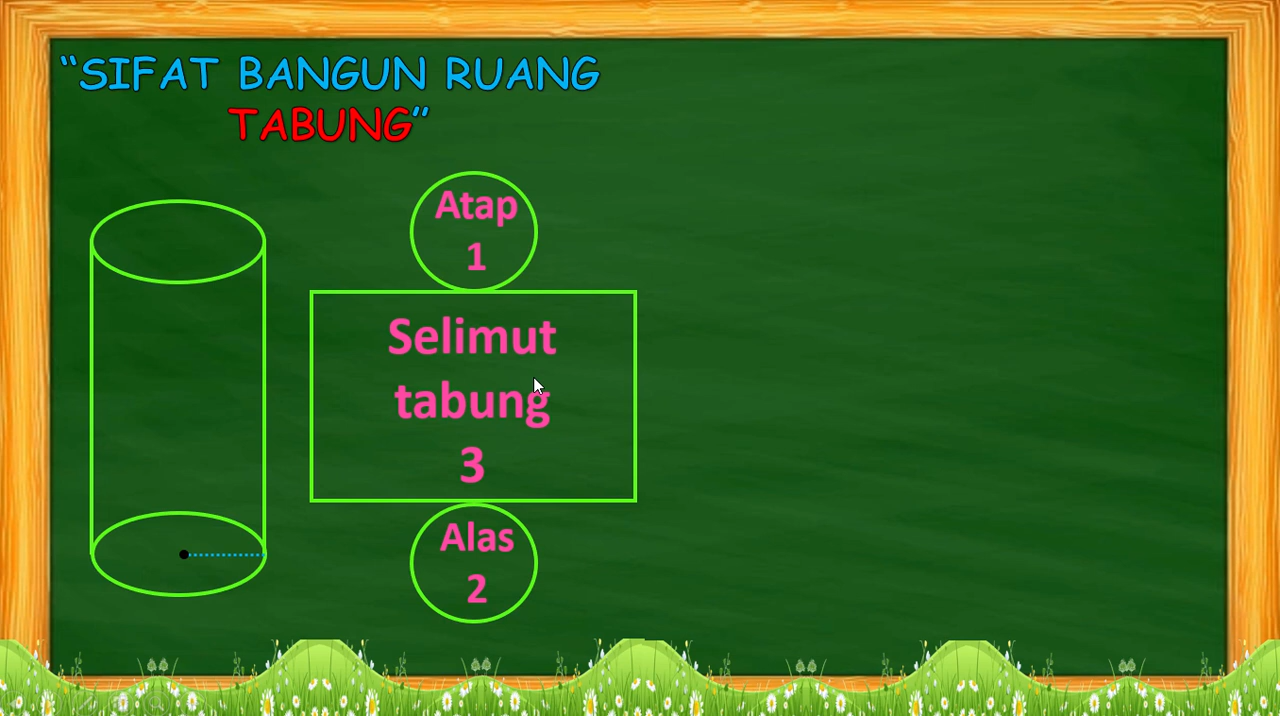 “SIFAT BANGUN RUANG
TABUNG”
Atap
1
Selimut
tabung
3
Alas
2